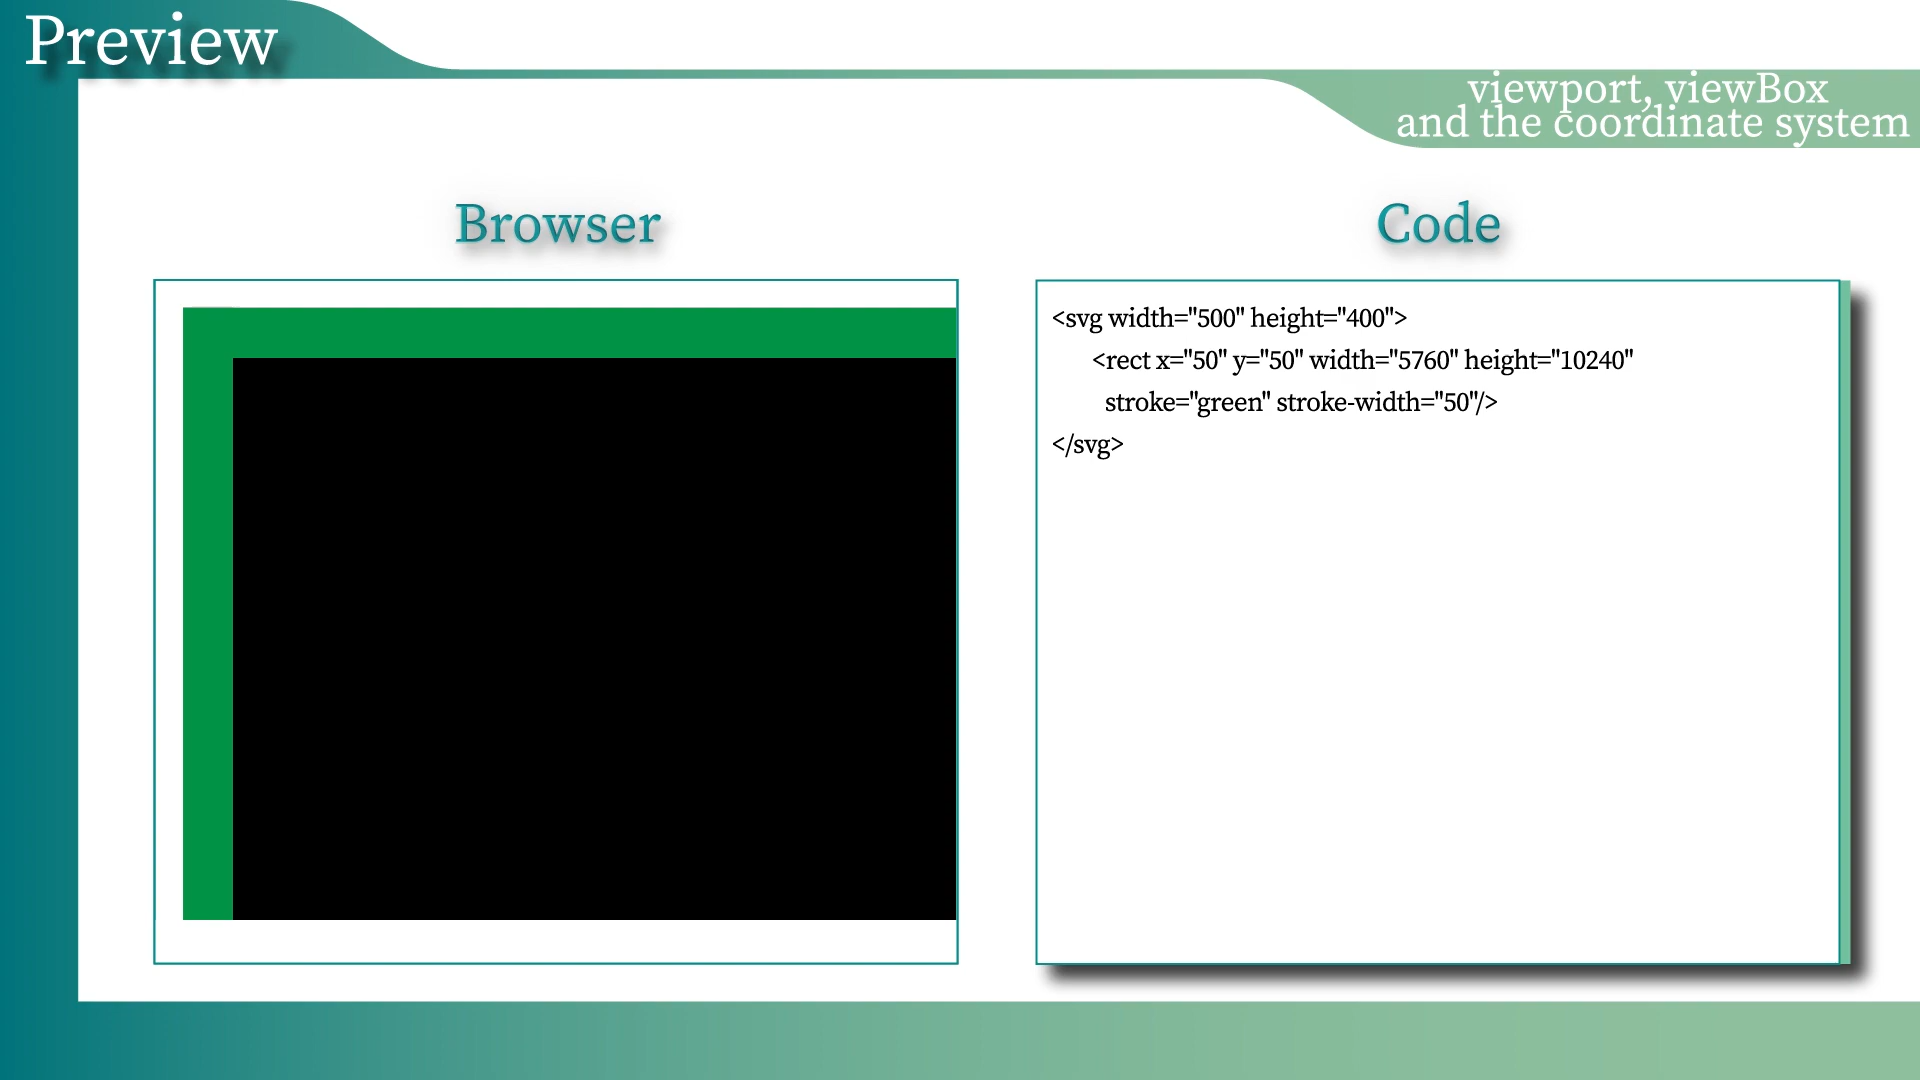 Preview
viewport, viewBox
and the coordinate system
Browser
Code
<svg width="500" height="400">
<rect x="50" y="50" width="5760" height="10240"
stroke="green" stroke-width="50"/>
</svg>